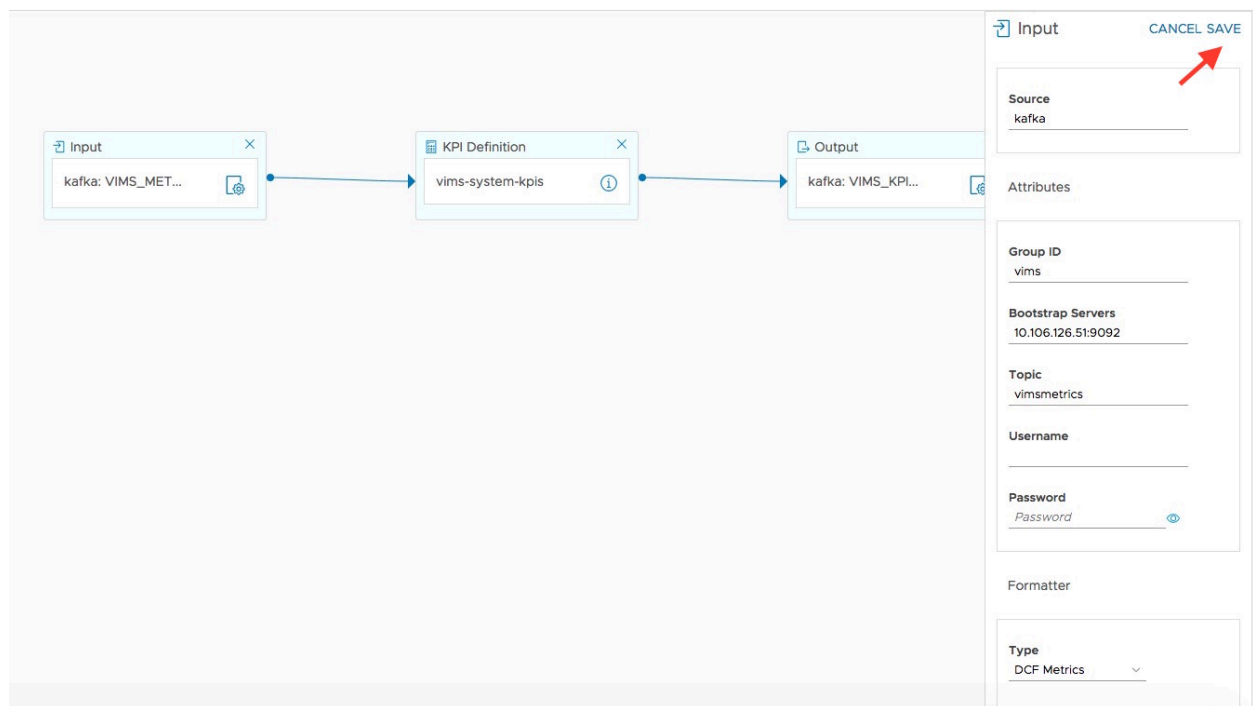 Input
CANCEL SAVE
Source
kafka
Input
kafka: VIMS_MET...
KPI Definition
vims-system-kpis
Output
kafka: VIMS_KPI...
Attributes
Group ID
vims
Bootstrap Servers
10.106.126.51:9092
Topic
vimsmetrics
Username
Password
Password
Formatter
Type
DCF Metrics